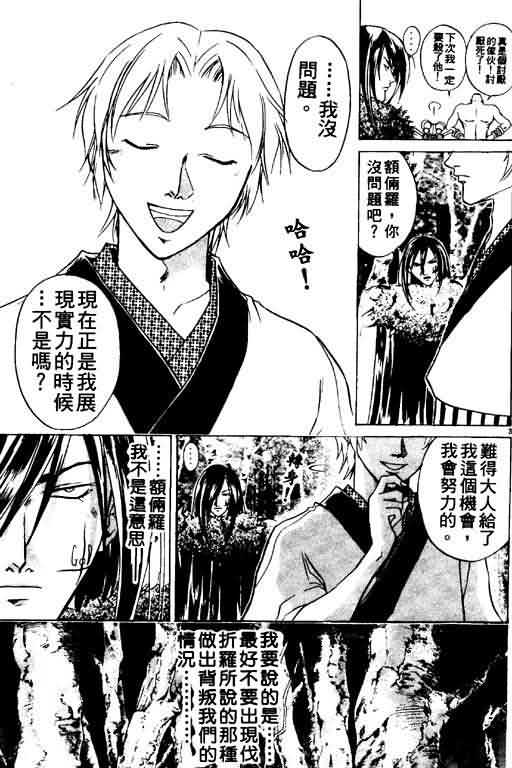 真是個討厭
的傢伙！討
厭死了！
下次我一定
要殺了他！
……
額倆羅，你
沒問題吧？
……我沒
問題。
哈哈！
現在正是我展
現實力的時候
…不是嗎？
難得大人給了
我這個機會，
我會努力的。
……
……額倆羅，
我不是這意思
……
我要說的是……
最好不要出現伐
折羅所說的那種
做出背叛我們的
情況…………